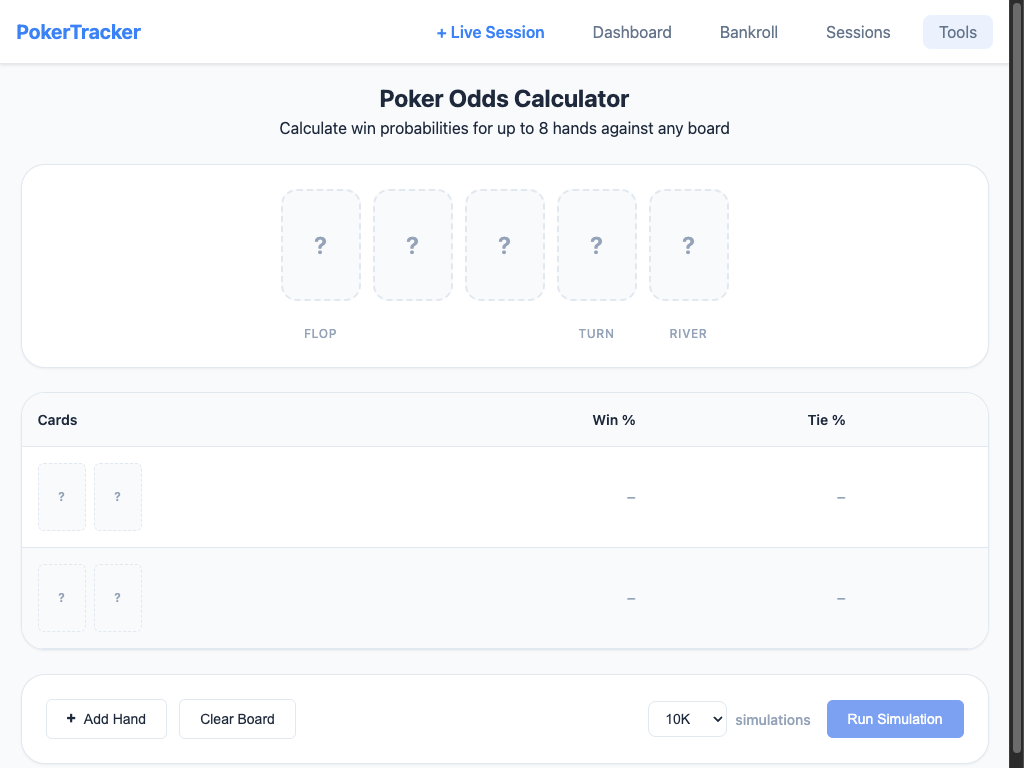 PokerTracker
+ Live Session
Dashboard
Bankroll
Sessions
Tools
Poker Odds Calculator
Calculate win probabilities for up to 8 hands against any board
? ? ? ? ?
FLOP TURN RIVER
Cards Win % Tie %
? ? – –
? ? – –
+ Add Hand
Clear Board
10K
simulations
Run Simulation